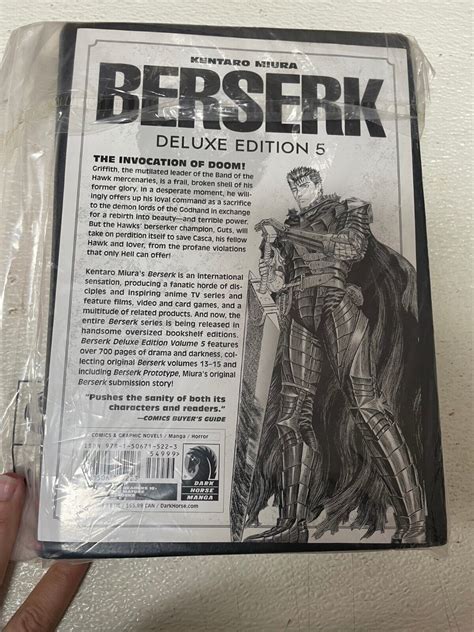 KENTARO MIURA
BERSERK
DELUXE EDITION 5
THE INVOCATION OF DOOM!
Griffith, the mutilated leader of the Band of the
Hawk mercenaries, is a frail, broken shell of his
former glory. In a desperate moment, he will-
ingly offers up his loyal command as a sacrifice
to the demon lords of the Godhand in exchange
for a rebirth into beauty—and terrible power.
But the Hawks' berserker champion, Guts, will
take on perdition itself to save Casca, his fellow
Hawk and lover, from the profane violations
that only Hell can offer!
Kentaro Miura's Berserk is an international
sensation, producing a fanatic horde of dis-
ciples and inspiring anime TV series and
feature films, video and card games, and a
multitude of related products. And now, the
entire Berserk series is being released in
handsome oversized bookshelf editions.
Berserk Deluxe Edition Volume 5 features
over 700 pages of drama and darkness, col-
lecting original Berserk volumes 13–15 and
including Berserk Prototype, Miura's original
Berserk submission story!
"Pushes the sanity of both its
characters and readers."
—COMICS BUYER'S GUIDE
COMICS & GRAPHIC NOVELS / Manga / Horror
ISBN 978-1-50671-522-3
54999>
DARK
HORSE
MANGA
CAN / DarkHorse.com